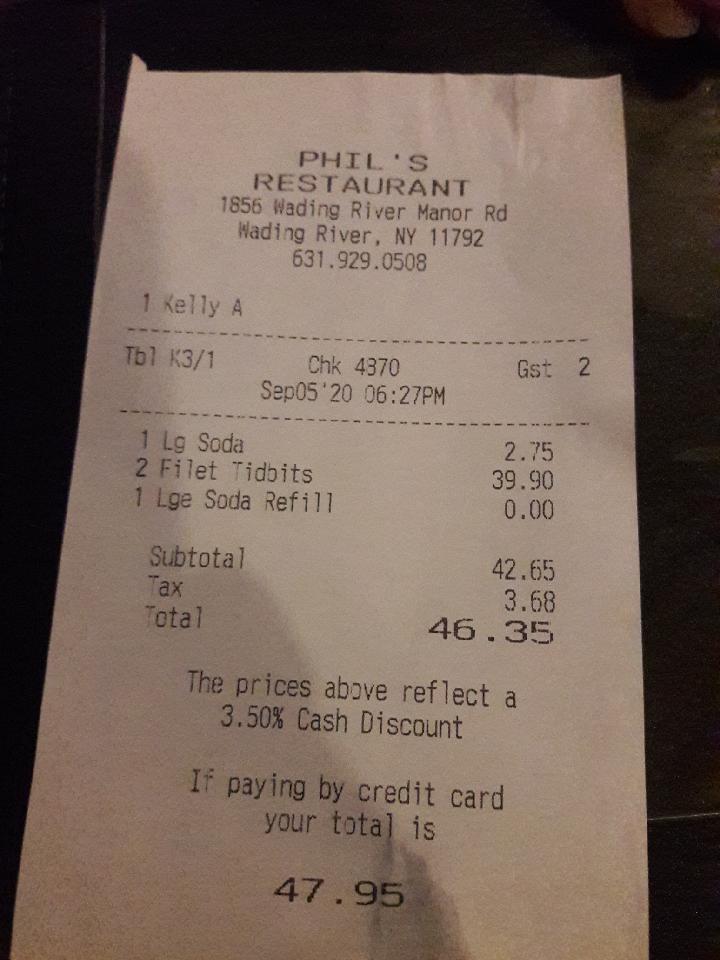 PHIL'S
RESTAURANT
1856 Wading River Manor Rd
Wading River, NY 11792
631.929.0508
1 Kelly A
Tbl K3/1 Chk 4370 Gst 2
Sep05'20 06:27PM
1 Lg Soda 2.75
2 Filet Tidbits 39.90
1 Lge Soda Refill 0.00
Subtotal 42.65
Tax 3.68
Total 46.35
The prices above reflect a
3.50% Cash Discount
If paying by credit card
your total is
47.95